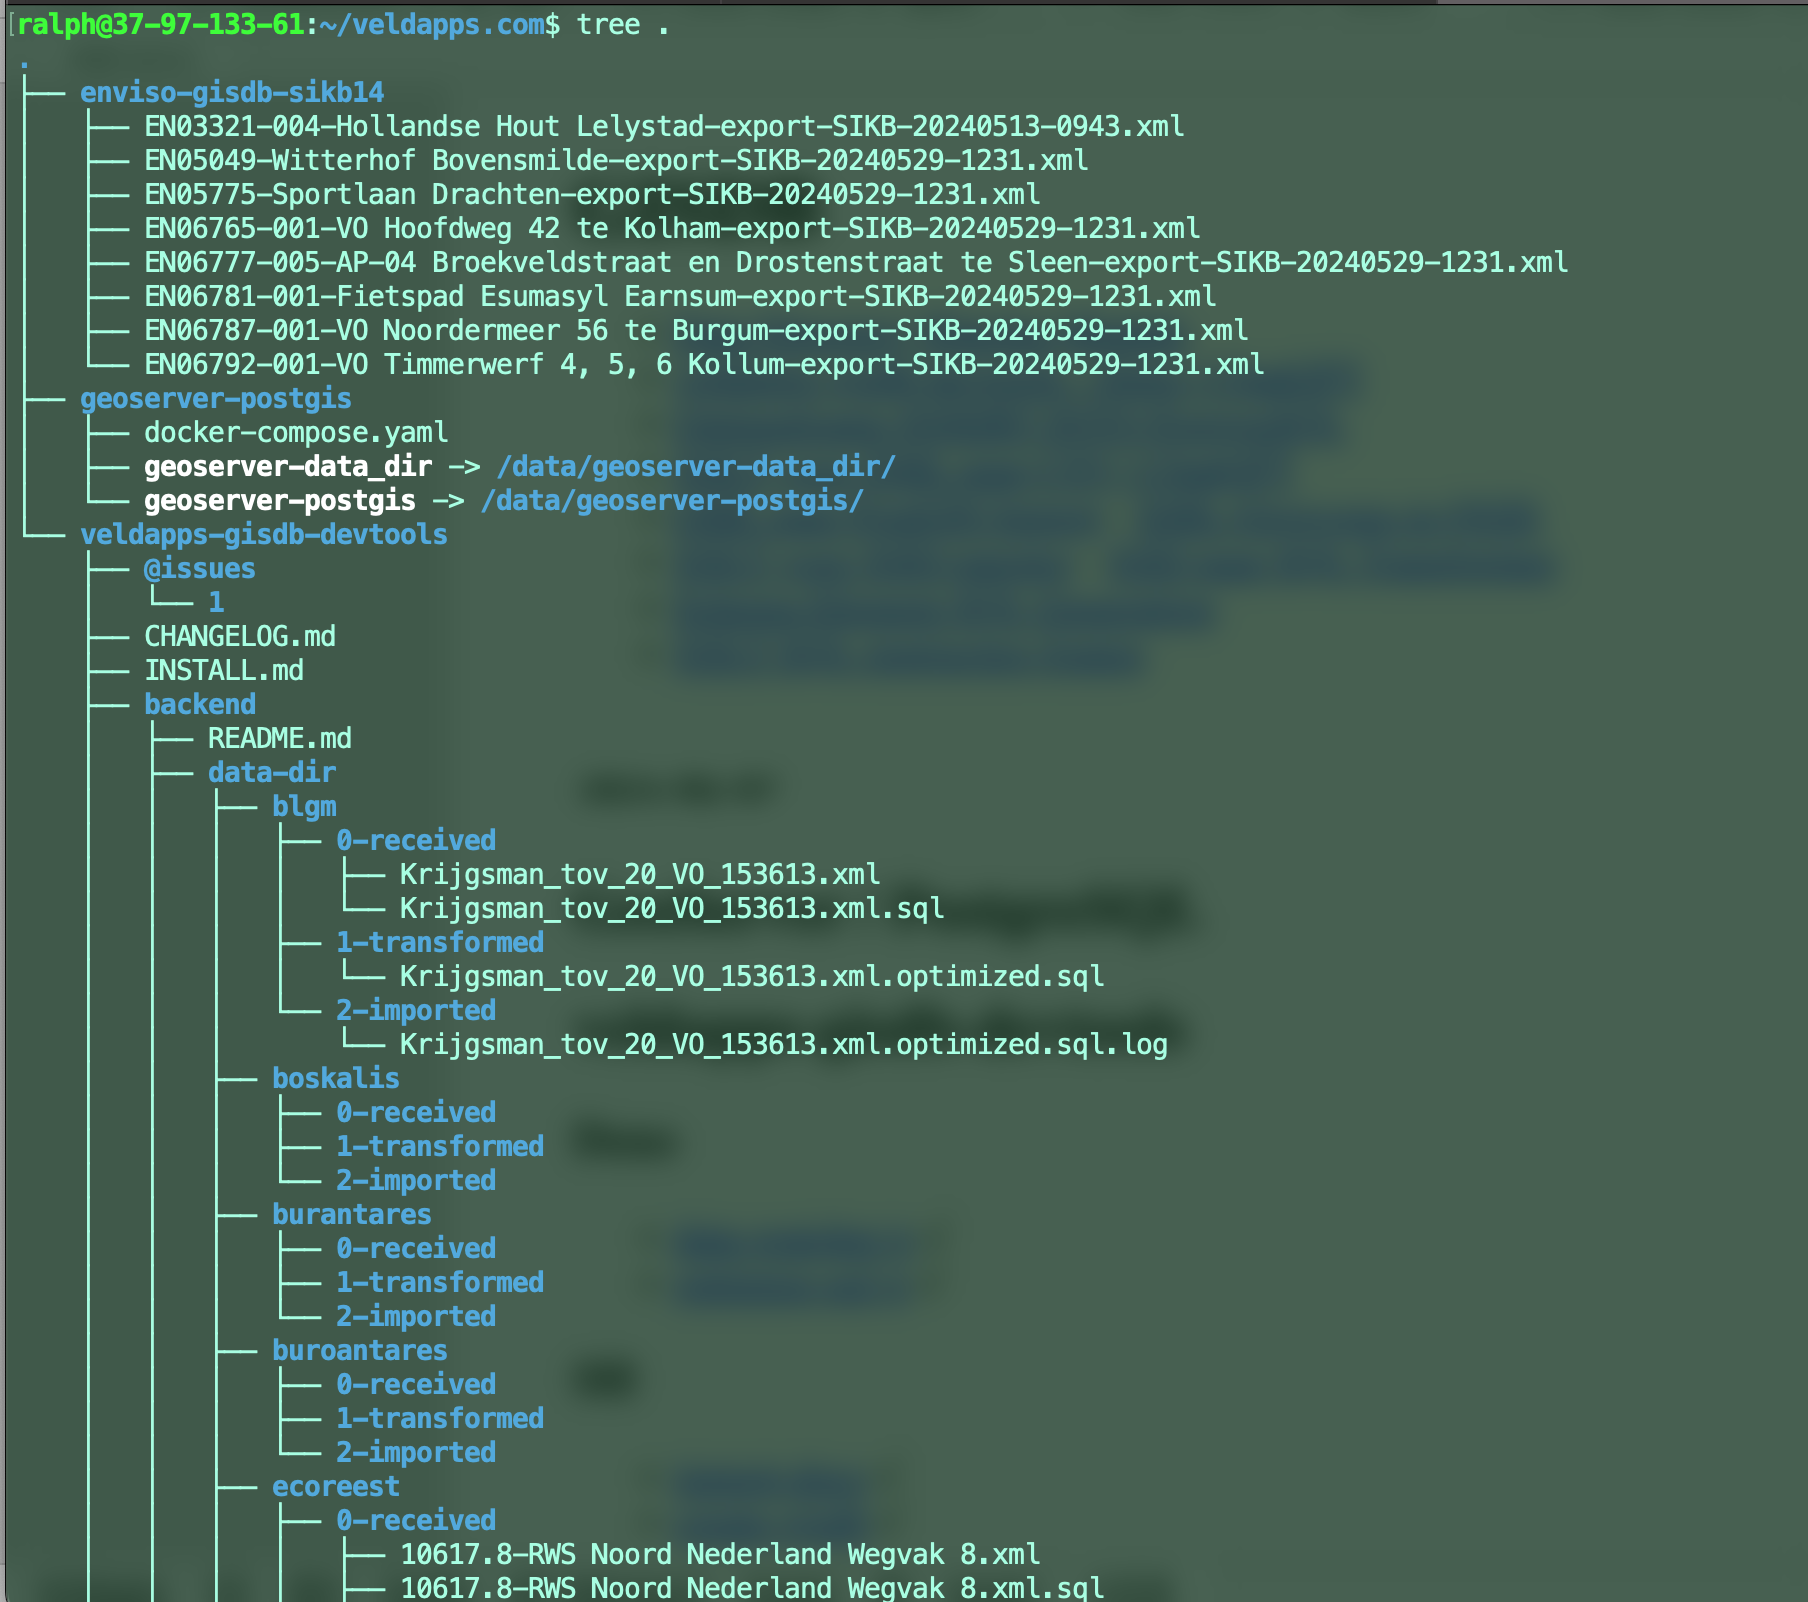 [ralph@37-97-133-61:~/veldapps.com$ tree .
.
├── enviso-gisdb-sikb14
│   ├── EN03321-004-Hollandse Hout Lelystad-export-SIKB-20240513-0943.xml
│   ├── EN05049-Witterhof Bovensmilde-export-SIKB-20240529-1231.xml
│   ├── EN05775-Sportlaan Drachten-export-SIKB-20240529-1231.xml
│   ├── EN06765-001-VO Hoofdweg 42 te Kolham-export-SIKB-20240529-1231.xml
│   ├── EN06777-005-AP-04 Broekveldstraat en Drostenstraat te Sleen-export-SIKB-20240529-1231.xml
│   ├── EN06781-001-Fietspad Esumasyl Earnsum-export-SIKB-20240529-1231.xml
│   ├── EN06787-001-VO Noordermeer 56 te Burgum-export-SIKB-20240529-1231.xml
│   └── EN06792-001-VO Timmerwerf 4, 5, 6 Kollum-export-SIKB-20240529-1231.xml
├── geoserver-postgis
│   ├── docker-compose.yaml
│   ├── geoserver-data_dir -> /data/geoserver-data_dir/
│   └── geoserver-postgis -> /data/geoserver-postgis/
└── veldapps-gisdb-devtools
    ├── @issues
    │   └── 1
    ├── CHANGELOG.md
    ├── INSTALL.md
    ├── backend
    │   ├── README.md
    │   ├── data-dir
    │   │   ├── blgm
    │   │   │   ├── 0-received
    │   │   │   │   ├── Krijgsman_tov_20_VO_153613.xml
    │   │   │   │   └── Krijgsman_tov_20_VO_153613.xml.sql
    │   │   │   ├── 1-transformed
    │   │   │   │   └── Krijgsman_tov_20_VO_153613.xml.optimized.sql
    │   │   │   └── 2-imported
    │   │   │       └── Krijgsman_tov_20_VO_153613.xml.optimized.sql.log
    │   │   ├── boskalis
    │   │   │   ├── 0-received
    │   │   │   ├── 1-transformed
    │   │   │   └── 2-imported
    │   │   ├── burantares
    │   │   │   ├── 0-received
    │   │   │   ├── 1-transformed
    │   │   │   └── 2-imported
    │   │   ├── buroantares
    │   │   │   ├── 0-received
    │   │   │   ├── 1-transformed
    │   │   │   └── 2-imported
    │   │   ├── ecoreest
    │   │   │   ├── 0-received
    │   │   │   │   ├── 10617.8-RWS Noord Nederland Wegvak 8.xml
    │   │   │   │   ├── 10617.8-RWS Noord Nederland Wegvak 8.xml.sql